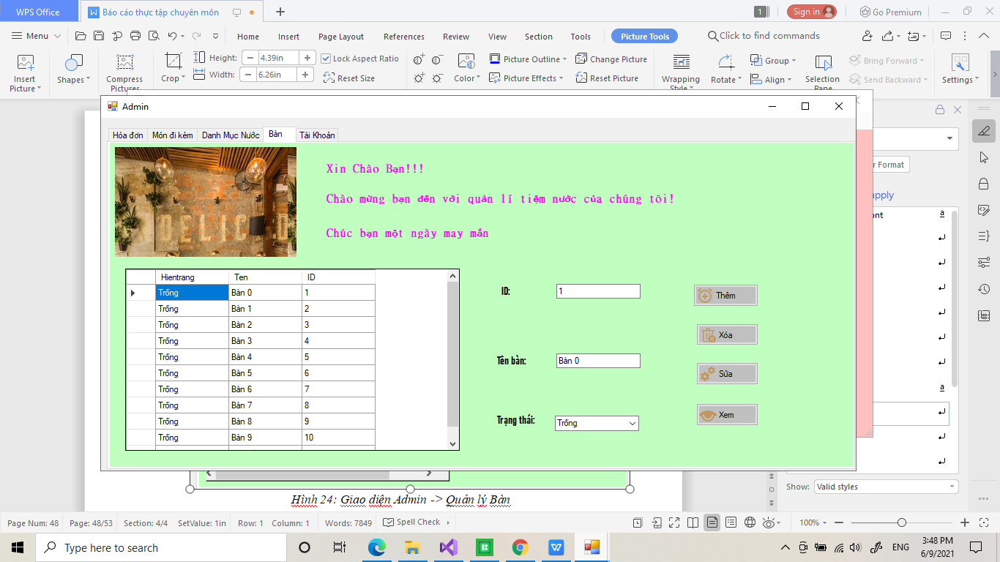 WPS Office
Báo cáo thực tập chuyên môn
1
Sign in
Go Premium
Menu
Home
Insert
Page Layout
References
Review
View
Section
Tools
Picture Tools
Click to find commands
Insert Picture
Shapes
Compress Pictures
Crop
Height: 4.39in
Width: 6.26in
Lock Aspect Ratio
Reset Size
Color
Picture Outline
Picture Effects
Change Picture
Reset Picture
Wrapping Style
Rotate
Group
Align
Selection Pane
Bring Forward
Send Backward
Settings
Admin
Hóa đơn
Món đi kèm
Danh Mục Nước
Bàn
Tài Khoản
Xin Chào Bạn!!!
Chào mừng bạn đến với quản lí tiệm nước của chúng tôi!
Chúc bạn một ngày may mắn
Hientrang Ten ID
Trống Bàn 0 1
Trống Bàn 1 2
Trống Bàn 2 3
Trống Bàn 3 4
Trống Bàn 4 5
Trống Bàn 5 6
Trống Bàn 6 7
Trống Bàn 7 8
Trống Bàn 8 9
Trống Bàn 9 10
ID: 1
Tên bàn: Bàn 0
Trạng thái: Trống
Thêm
Xóa
Sửa
Xem
Format
apply
Show: Valid styles
Hình 24: Giao diện Admin -> Quản lý Bàn
Page Num: 48
Page: 48/53
Section: 4/4
SetValue: 1in
Row: 1
Column: 1
Words: 7849
Spell Check
100%
Type here to search
ENG
3:48 PM
6/9/2021